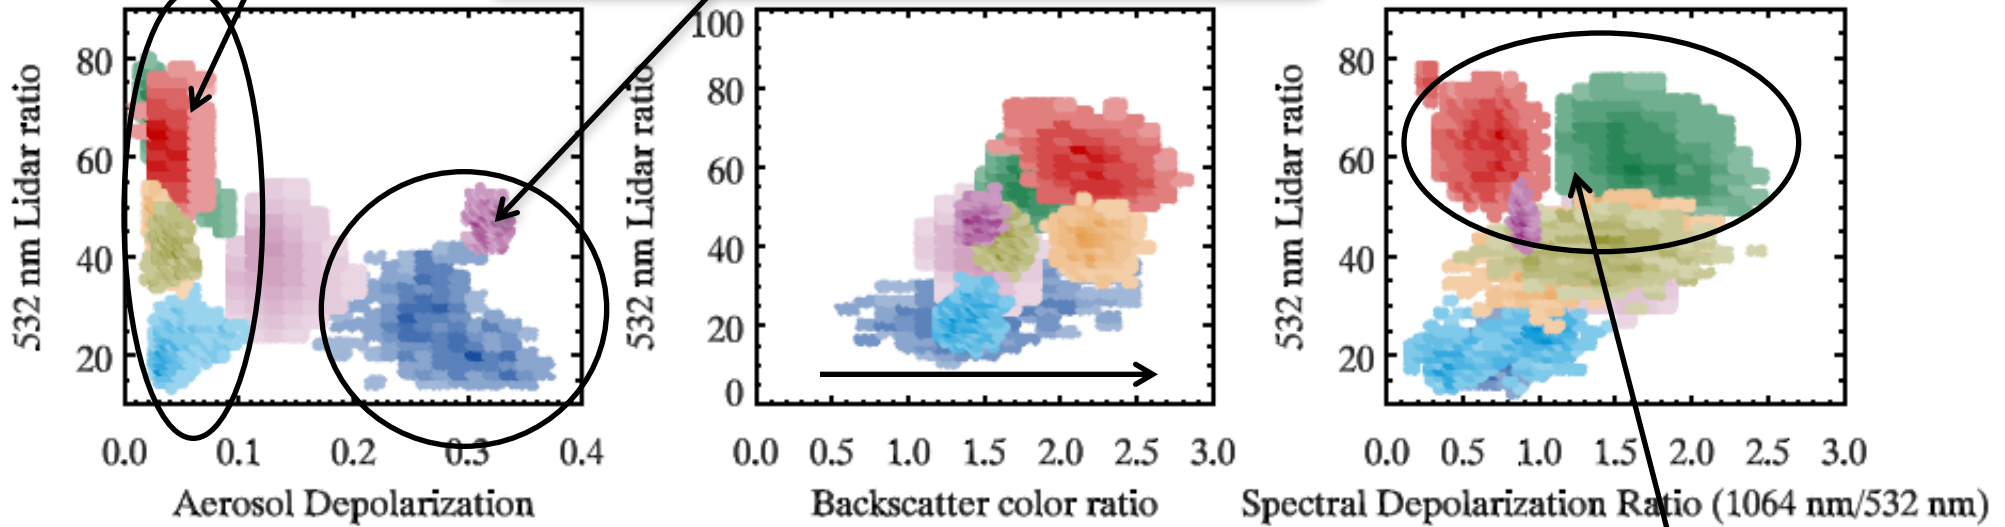 532 nm Lidar ratio
80
60
40
20
0.0 0.1 0.2 0.3 0.4
Aerosol Depolarization
532 nm Lidar ratio
100
80
60
40
20
0
0.0 0.5 1.0 1.5 2.0 2.5 3.0
Backscatter color ratio
532 nm Lidar ratio
80
60
40
20
0.0 0.5 1.0 1.5 2.0 2.5 3.0
Spectral Depolarization Ratio (1064 nm/532 nm)